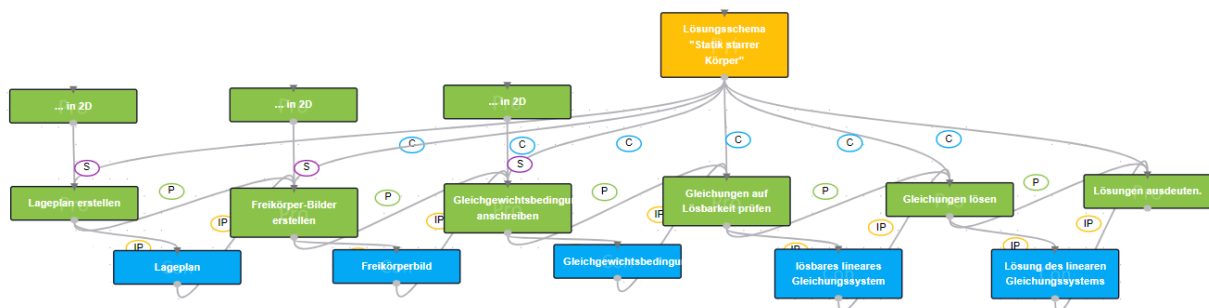 Lösungsschema
"Statik starrer
Körper"
... in 2D
... in 2D
... in 2D
C
C
C
C
C
S
S
S
P
P
P
P
P
Lageplan erstellen
Freikörper-Bilder
erstellen
Gleichgewichtsbedingu
anschreiben
Gleichungen auf
Lösbarkeit prüfen
Gleichungen lösen
Lösungen ausdeuten.
IP
IP
IP
IP
IP
IP
IP
IP
Lageplan
Freikörperbild
Gleichgewichtsbedingu
lösbares lineares
Gleichungssystem
Lösung des linearen
Gleichungssystems